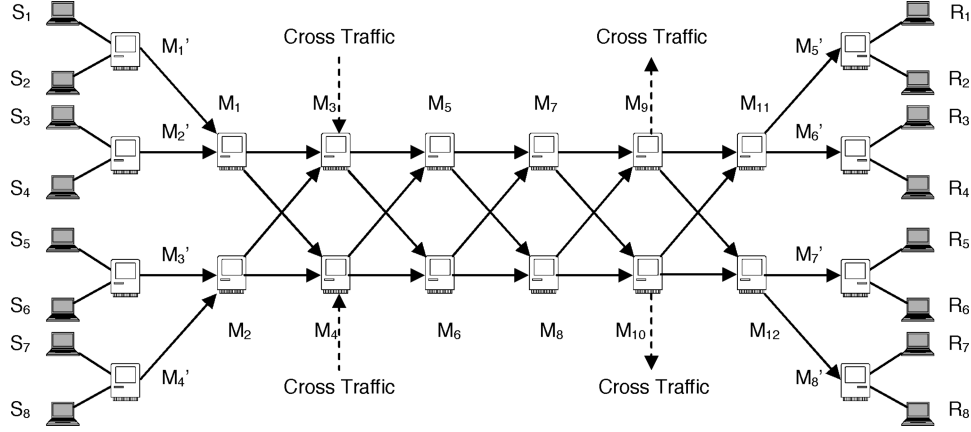 S₁ M₁’ Cross Traffic Cross Traffic M₅’ R₁
S₂ R₂
S₃ M₂’ M₁ M₃ M₅ M₇ M₉ M₁₁ M₆’ R₃
S₄ R₄
S₅ M₃’ M₇’ R₅
S₆ R₆
M₂ M₄ M₆ M₈ M₁₀ M₁₂
S₇ M₄’ Cross Traffic Cross Traffic M₈’ R₇
S₈ R₈